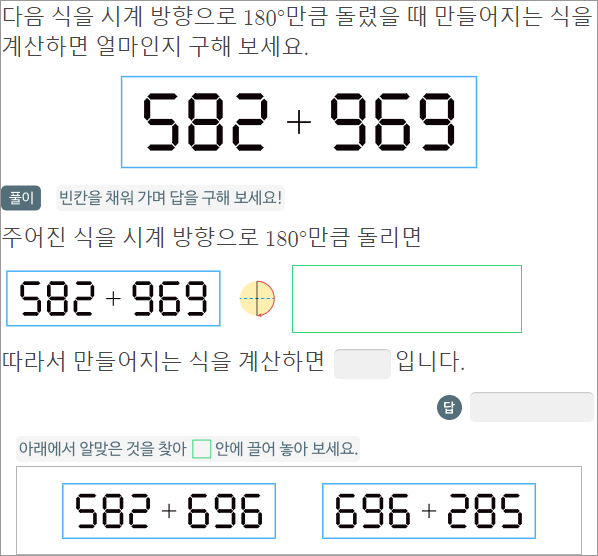 다음 식을 시계 방향으로 180°만큼 돌렸을 때 만들어지는 식을
계산하면 얼마인지 구해 보세요.
582 + 969
풀이 빈칸을 채워 가며 답을 구해 보세요!
주어진 식을 시계 방향으로 180°만큼 돌리면
582 + 969
따라서 만들어지는 식을 계산하면 입니다.
답
아래에서 알맞은 것을 찾아 안에 끌어 놓아 보세요.
582 + 696 696 + 285